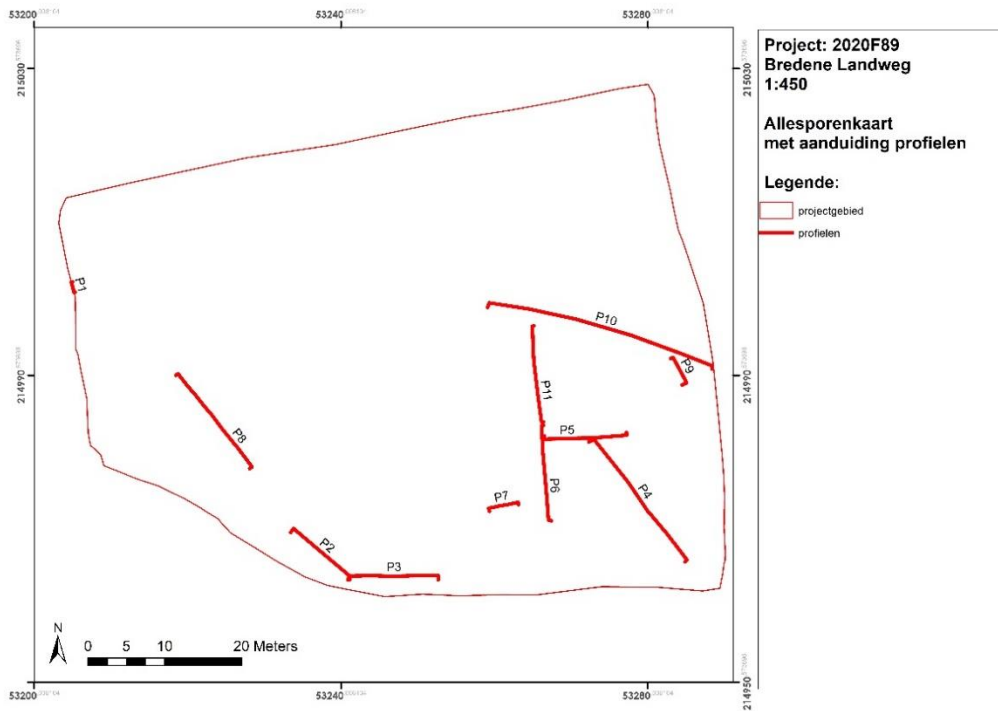 53200
53240
53280
215030
215030
Project: 2020F89
Bredene Landweg
1:450
Allesporenkaart
met aanduiding profielen
Legende:
projectgebied
profielen
P1
P10
P9
214990
214990
P11
P8
P5
P4
P6
P7
P2
P3
N
0 5 10 20 Meters
53200
53240
53280
214950